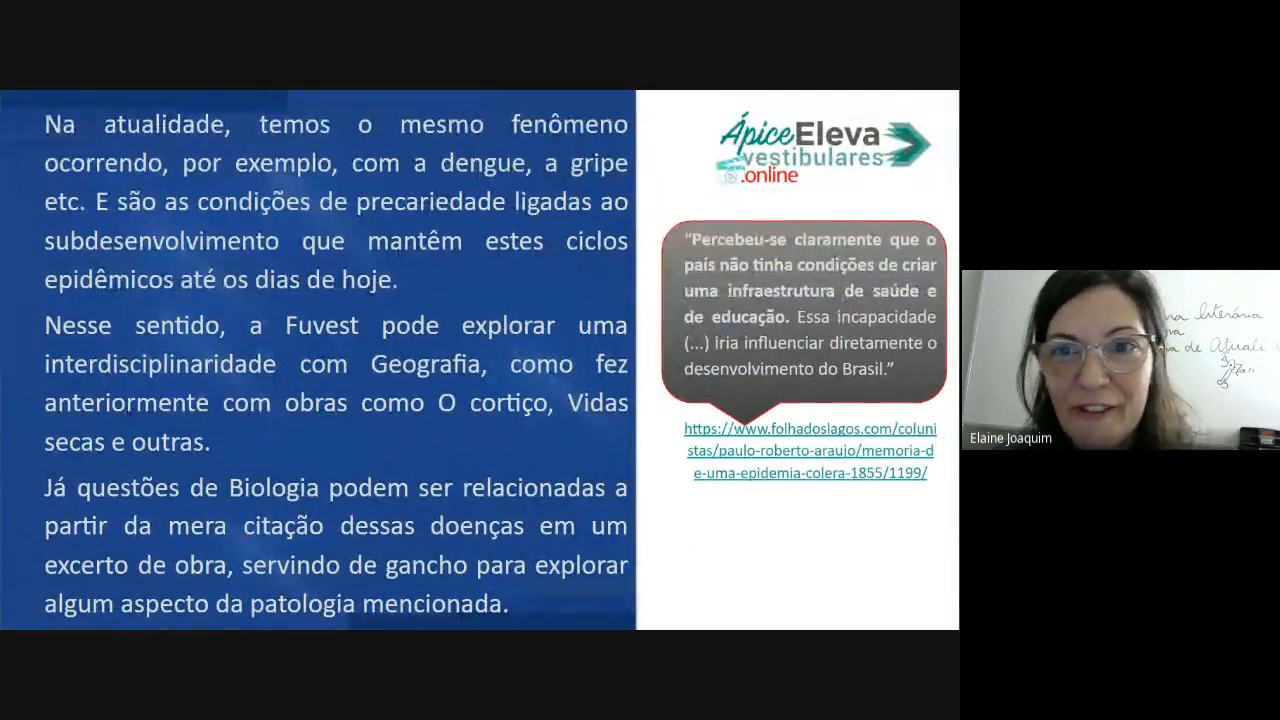 Na atualidade, temos o mesmo fenômeno
ocorrendo, por exemplo, com a dengue, a gripe
etc. E são as condições de precariedade ligadas ao
subdesenvolvimento que mantêm estes ciclos
epidêmicos até os dias de hoje.
Nesse sentido, a Fuvest pode explorar uma
interdisciplinaridade com Geografia, como fez
anteriormente com obras como O cortiço, Vidas
secas e outras.
Já questões de Biologia podem ser relacionadas a
partir da mera citação dessas doenças em um
excerto de obra, servindo de gancho para explorar
algum aspecto da patologia mencionada.
ÁpiceEleva
vestibulares
.online
"Percebeu-se claramente que o
país não tinha condições de criar
uma infraestrutura de saúde e
de educação. Essa incapacidade
(...) iria influenciar diretamente o
desenvolvimento do Brasil."
https://www.folhadoslagos.com/coluni
stas/paulo-roberto-araujo/memoria-d
e-uma-epidemia-colera-1855/1199/
literária
de Atuali
Elaine Joaquim